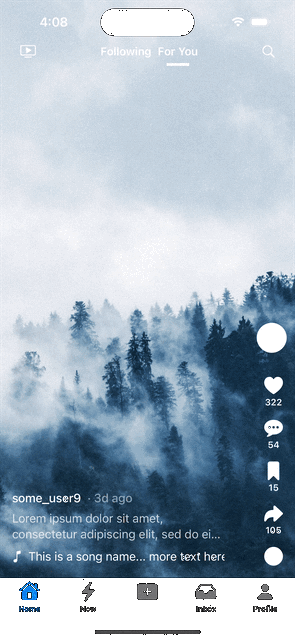 4:08
Following For You
322
54
15
105
some_user9 · 3d ago
Lorem ipsum dolor sit amet,
consectetur adipiscing elit, sed do ei...
This is a song name... more text here
Home Now Inbox Profile